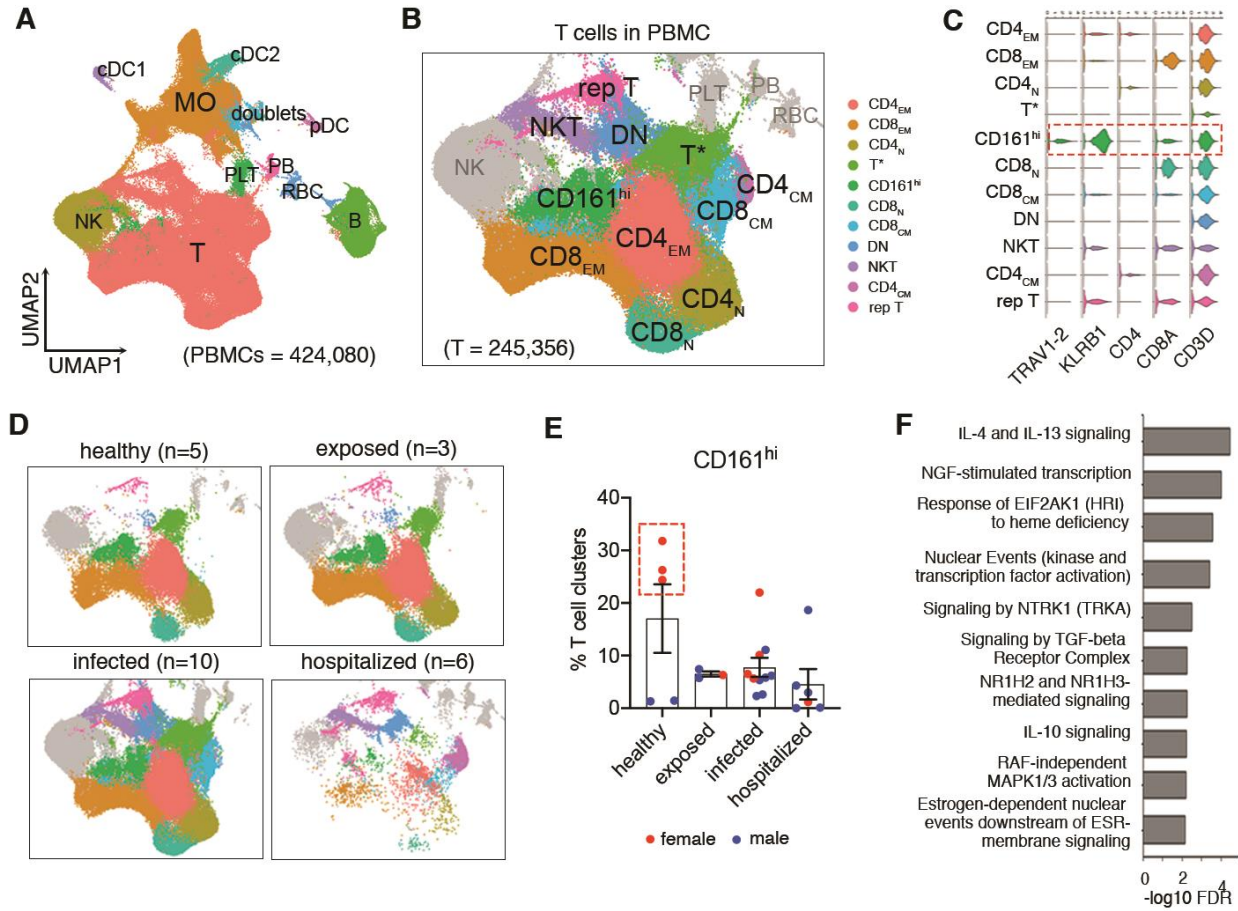 A
cDC1
cDC2
MO
doublets
pDC
PLT
PB
RBC
NK
T
B
UMAP2
UMAP1
(PBMCs = 424,080)
B
T cells in PBMC
rep T
PLT
PB
RBC
NKT
DN
T*
NK
CD161hi
CD4CM
CD8CM
CD4EM
CD8EM
CD4N
CD8N
(T = 245,356)
CD4EM
CD8EM
CD4N
T*
CD161hi
CD8N
CD8CM
DN
NKT
CD4CM
rep T
C
CD4EM
CD8EM
CD4N
T*
CD161hi
CD8N
CD8CM
DN
NKT
CD4CM
rep T
TRAV1-2
KLRB1
CD4
CD8A
CD3D
D
healthy (n=5)
exposed (n=3)
infected (n=10)
hospitalized (n=6)
E
CD161hi
% T cell clusters
40
30
20
10
0
healthy
exposed
infected
hospitalized
female
male
F
IL-4 and IL-13 signaling
NGF-stimulated transcription
Response of EIF2AK1 (HRI)
to heme deficiency
Nuclear Events (kinase and
transcription factor activation)
Signaling by NTRK1 (TRKA)
Signaling by TGF-beta
Receptor Complex
NR1H2 and NR1H3-
mediated signaling
IL-10 signaling
RAF-independent
MAPK1/3 activation
Estrogen-dependent nuclear
events downstream of ESR-
membrane signaling
0 2 4
-log10 FDR